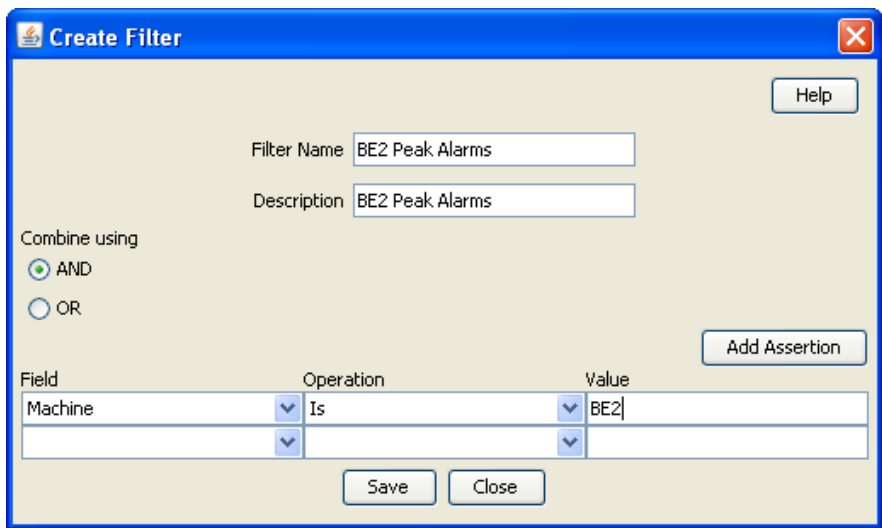 Create Filter
Help
Filter Name BE2 Peak Alarms
Description BE2 Peak Alarms
Combine using
AND
OR
Add Assertion
Field Operation Value
Machine Is BE2
Save Close